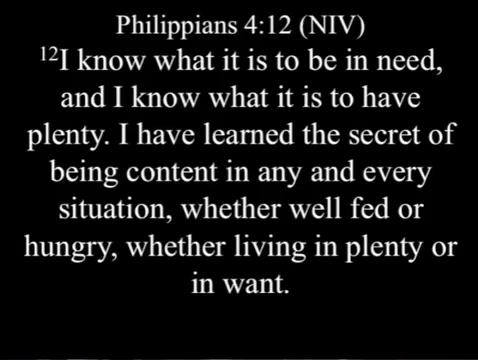 Philippians 4:12 (NIV)
12I know what it is to be in need,
and I know what it is to have
plenty. I have learned the secret of
being content in any and every
situation, whether well fed or
hungry, whether living in plenty or
in want.